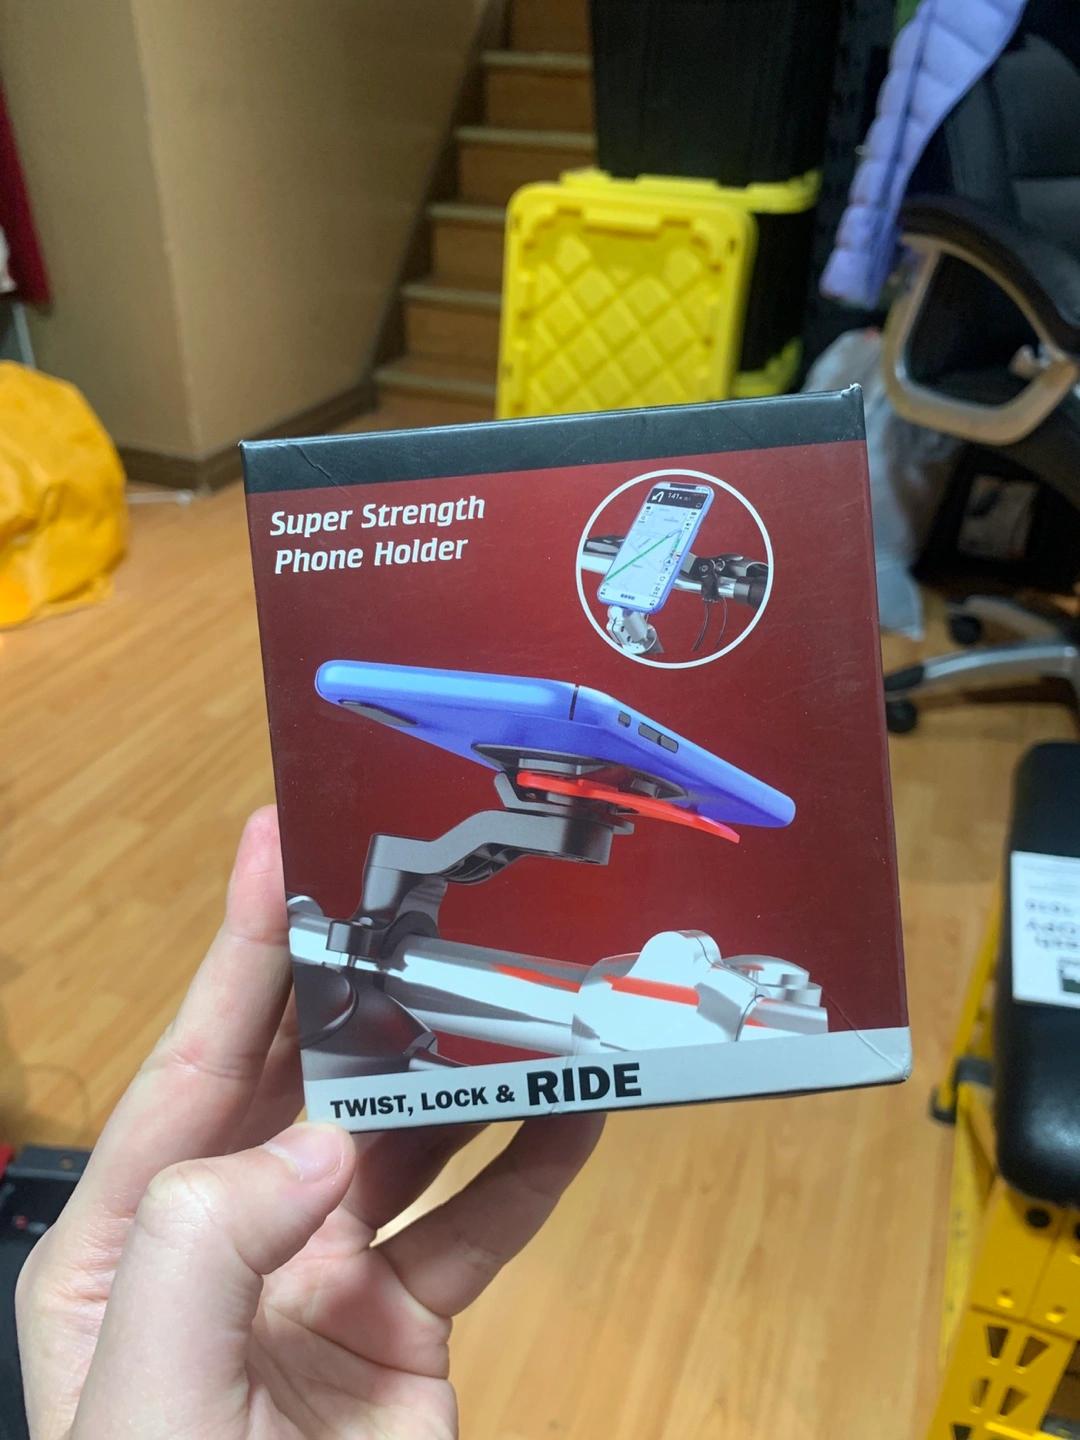 Super Strength
Phone Holder
TWIST, LOCK & RIDE